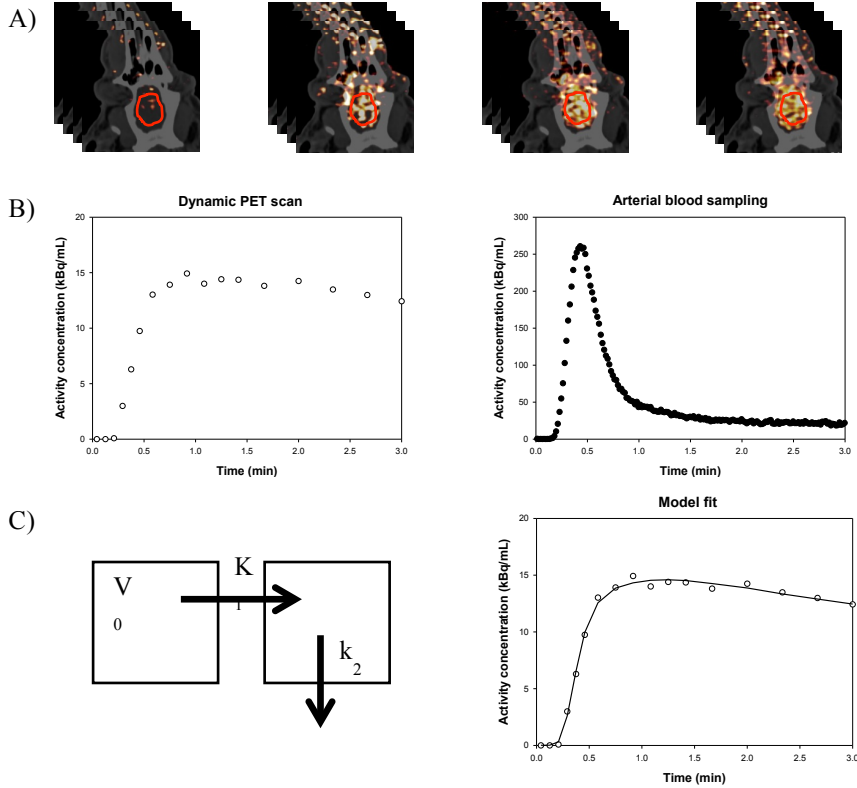 A)
B)
Dynamic PET scan
Activity concentration (kBq/mL)
20
15
10
5
0
0.0 0.5 1.0 1.5 2.0 2.5 3.0
Time (min)
Arterial blood sampling
Activity concentration (kBq/mL)
300
250
200
150
100
50
0
0.0 0.5 1.0 1.5 2.0 2.5 3.0
Time (min)
C)
V
0
K
1
k2
Model fit
Activity concentration (kBq/mL)
20
15
10
5
0
0.0 0.5 1.0 1.5 2.0 2.5 3.0
Time (min)